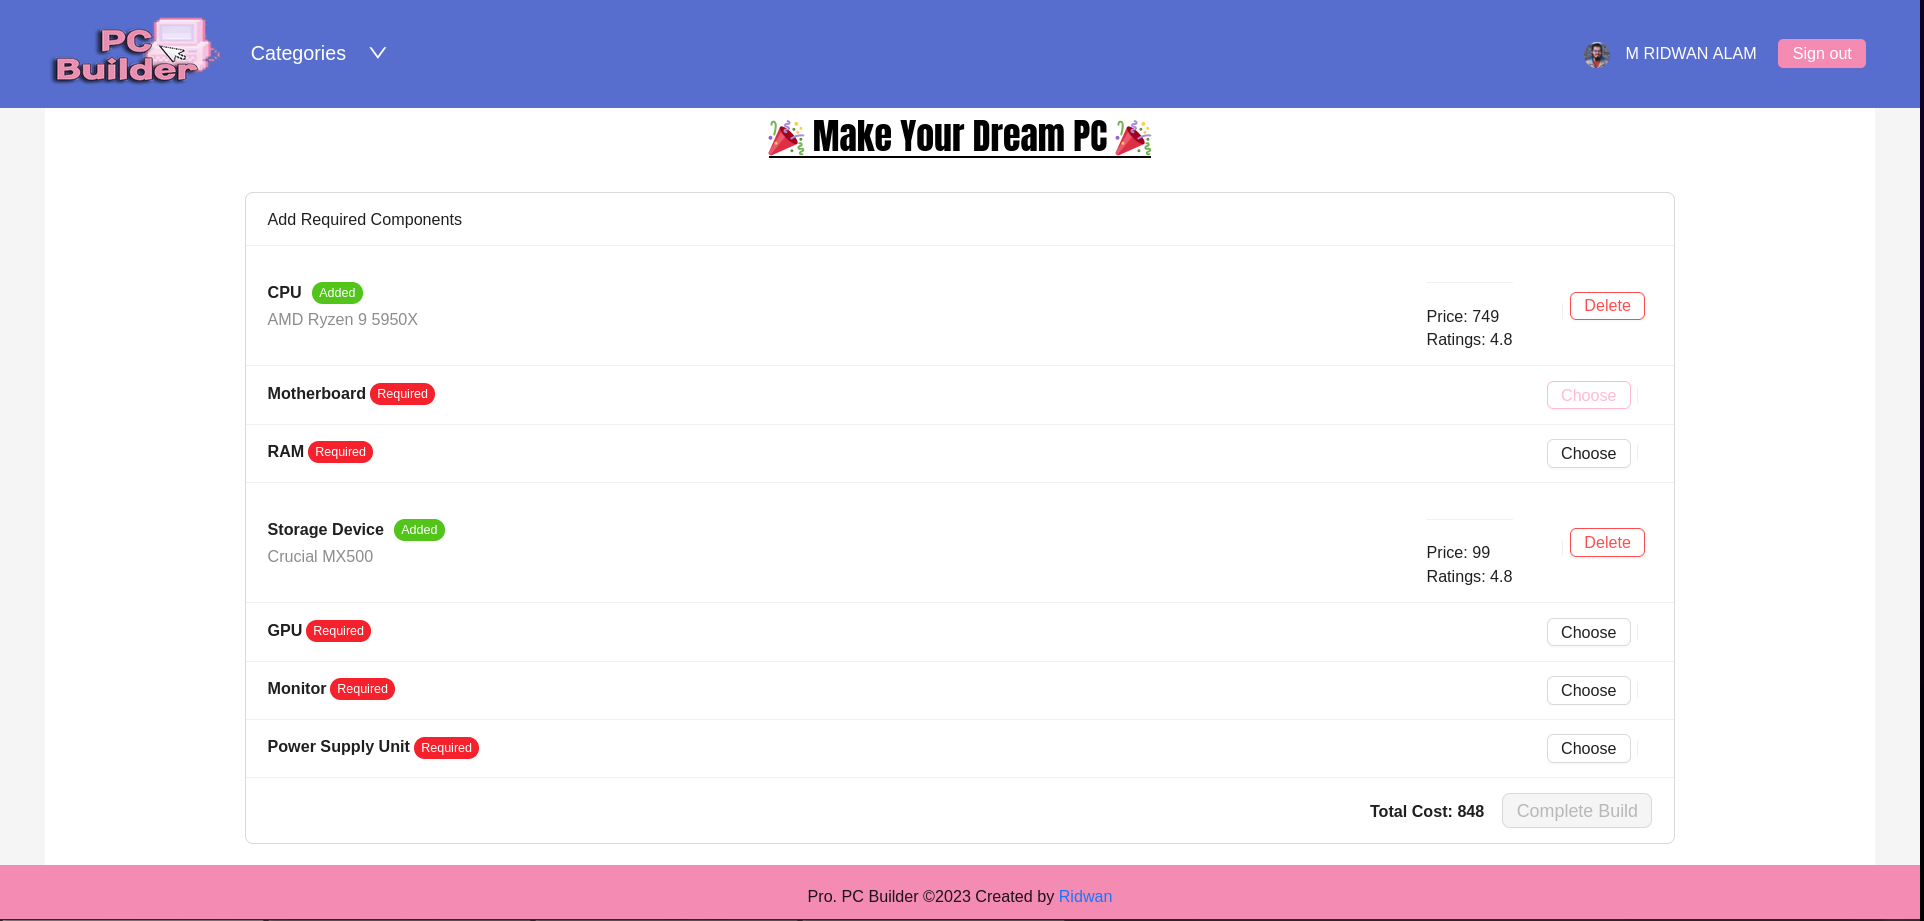 PC
Builder
Categories
M RIDWAN ALAM
Sign out
🎉 Make Your Dream PC 🎉
Add Required Components
CPU Added
AMD Ryzen 9 5950X
Price: 749
Ratings: 4.8
Delete
Motherboard Required
Choose
RAM Required
Choose
Storage Device Added
Crucial MX500
Price: 99
Ratings: 4.8
Delete
GPU Required
Choose
Monitor Required
Choose
Power Supply Unit Required
Choose
Total Cost: 848
Complete Build
Pro. PC Builder ©2023 Created by Ridwan